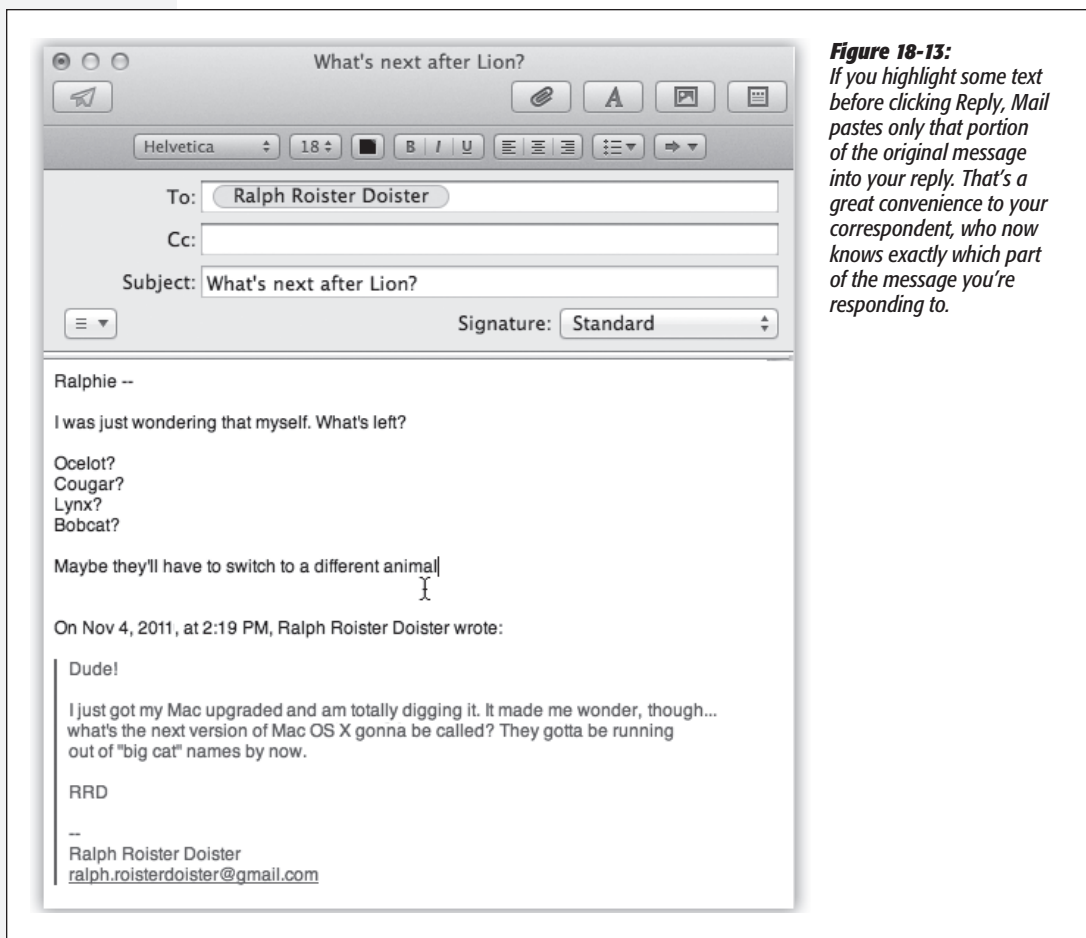 What's next after Lion?
A
Helvetica
18
B I U
To: Ralph Roister Doister
Cc:
Subject: What's next after Lion?
Signature: Standard
Ralphie --
I was just wondering that myself. What's left?
Ocelot?
Cougar?
Lynx?
Bobcat?
Maybe they'll have to switch to a different animal
On Nov 4, 2011, at 2:19 PM, Ralph Roister Doister wrote:
Dude!
I just got my Mac upgraded and am totally digging it. It made me wonder, though...
what's the next version of Mac OS X gonna be called? They gotta be running
out of "big cat" names by now.
RRD
--
Ralph Roister Doister
ralph.roisterdoister@gmail.com
Figure 18-13:
If you highlight some text
before clicking Reply, Mail
pastes only that portion
of the original message
into your reply. That's a
great convenience to your
correspondent, who now
knows exactly which part
of the message you're
responding to.